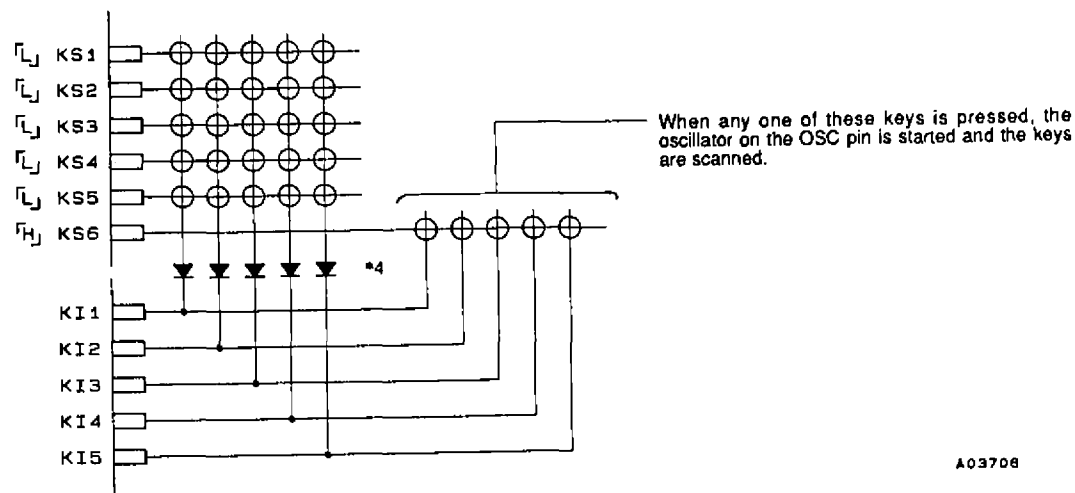 「L」 KS1
「L」 KS2
「L」 KS3
「L」 KS4
「L」 KS5
「H」 KS6
When any one of these keys is pressed, the
oscillator on the OSC pin is started and the keys
are scanned.
*4
KI1
KI2
KI3
KI4
KI5
A03706